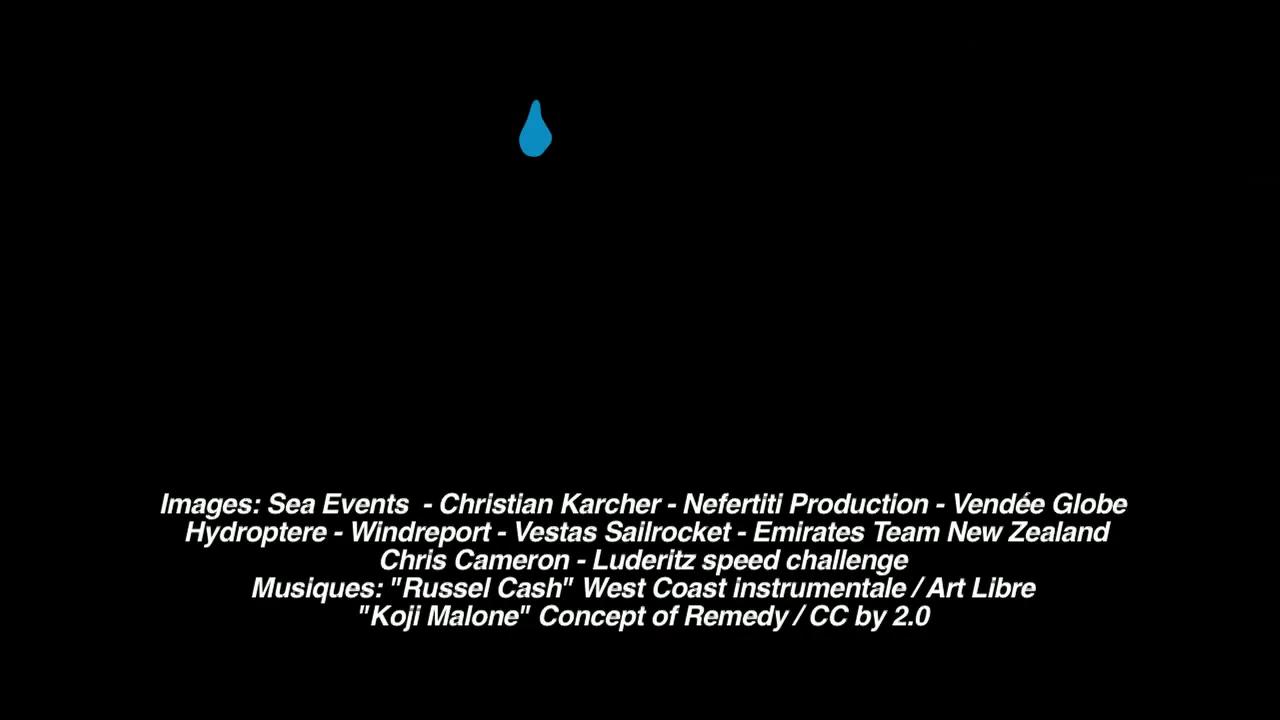 Images: Sea Events - Christian Karcher - Nefertiti Production - Vendée Globe
Hydroptere - Windreport - Vestas Sailrocket - Emirates Team New Zealand
Chris Cameron - Luderitz speed challenge
Musiques: "Russel Cash" West Coast instrumentale / Art Libre
"Koji Malone" Concept of Remedy / CC by 2.0